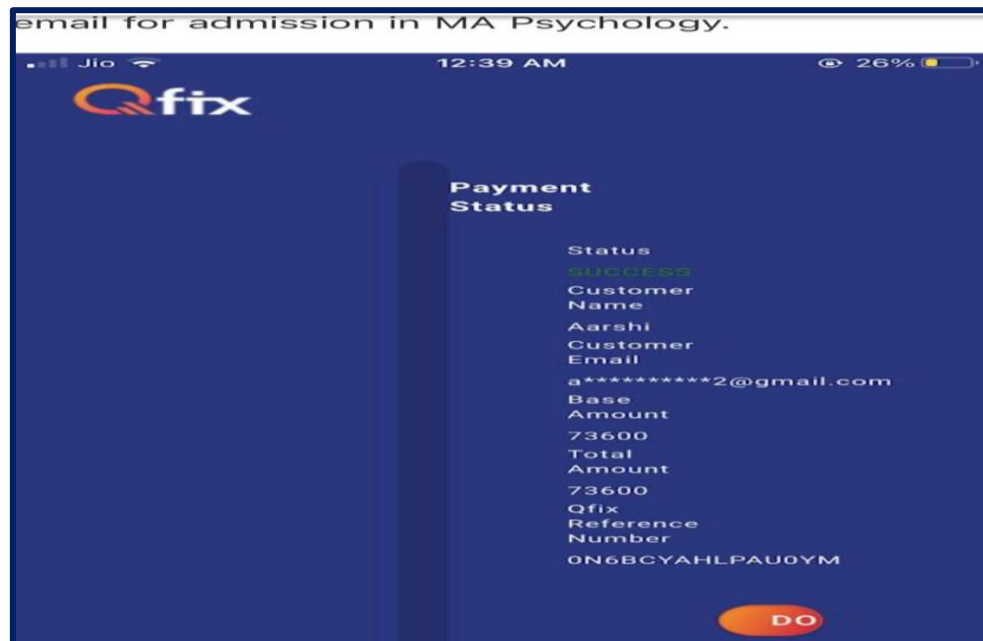 email for admission in MA Psychology.
Jio 12:39 AM 26%
Qfix
Payment
Status
Status
SUCCESS
Customer
Name
Aarshi
Customer
Email
a**********2@gmail.com
Base
Amount
73600
Total
Amount
73600
Qfix
Reference
Number
0N6BCYAHLPAU0YM
DO